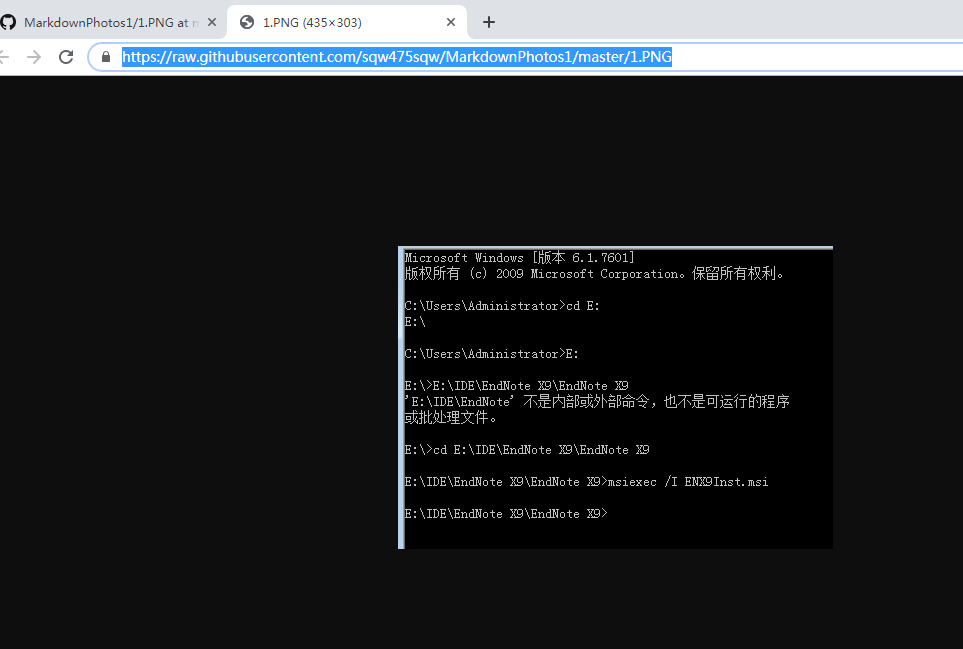 MarkdownPhotos1/1.PNG at
1.PNG (435×303)
https://raw.githubusercontent.com/sqw475sqw/MarkdownPhotos1/master/1.PNG
Microsoft Windows [版本 6.1.7601]
版权所有 (c) 2009 Microsoft Corporation。保留所有权利。
C:\Users\Administrator>cd E:
E:\
C:\Users\Administrator>E:
E:\>E:\IDE\EndNote X9\EndNote X9
'E:\IDE\EndNote' 不是内部或外部命令，也不是可运行的程序
或批处理文件。
E:\>cd E:\IDE\EndNote X9\EndNote X9
E:\IDE\EndNote X9\EndNote X9>msiexec /I ENX9Inst.msi
E:\IDE\EndNote X9\EndNote X9>